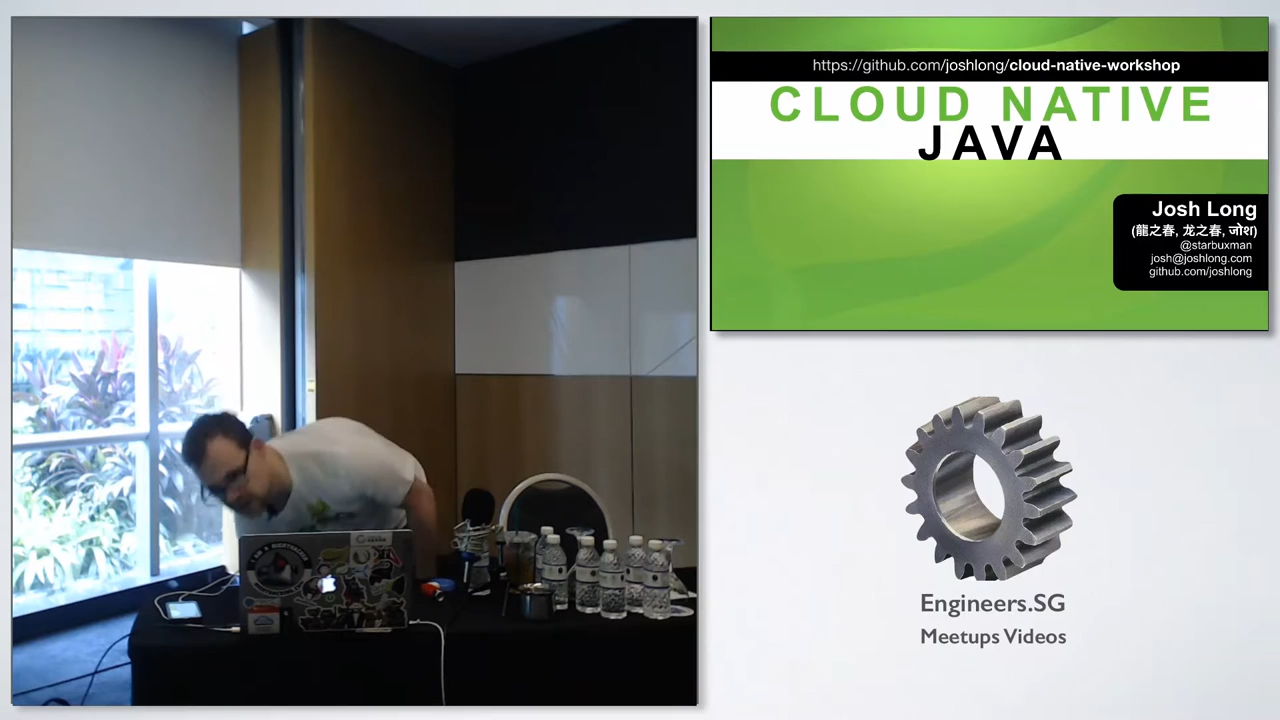 https://github.com/joshlong/cloud-native-workshop
CLOUD NATIVE
JAVA
Josh Long
(龍之春, 龙之春, जोश)
@starbuxman
josh@joshlong.com
github.com/joshlong
Engineers.SG
Meetups Videos